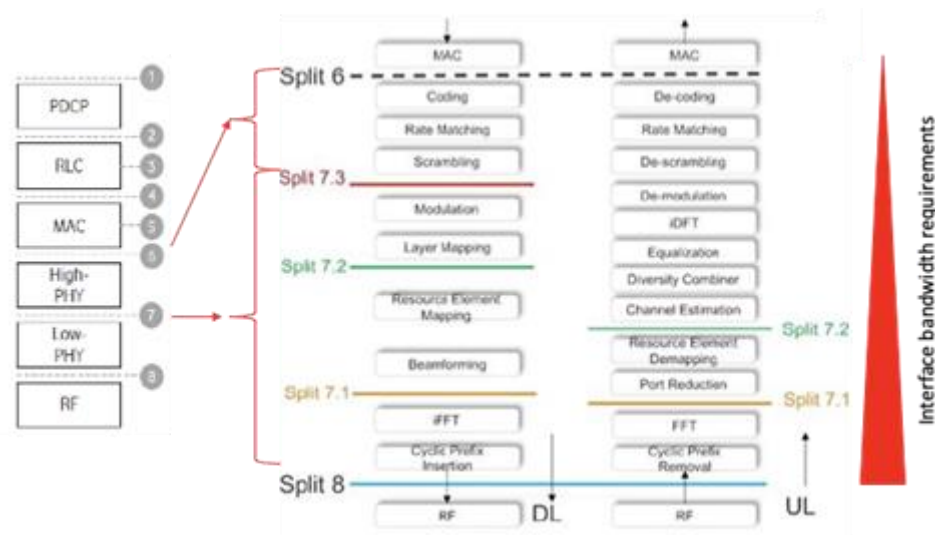 1
PDCP
2
RLC
3
4
MAC
5
6
High-
PHY
7
Low-
PHY
8
RF
MAC
MAC
Split 6
Coding
De-coding
Rate Matching
Rate Matching
Scrambling
De-scrambling
Split 7.3
Modulation
De-modulation
iDFT
Layer Mapping
Equalization
Split 7.2
Diversity Combiner
Resource Element
Mapping
Channel Estimation
Split 7.2
Resource Element
Demapping
Beamforming
Port Reduction
Split 7.1
Split 7.1
iFFT
FFT
Cyclic Prefix
Insertion
Cyclic Prefix
Removal
Split 8
RF
DL
RF
UL
Interface bandwidth requirements